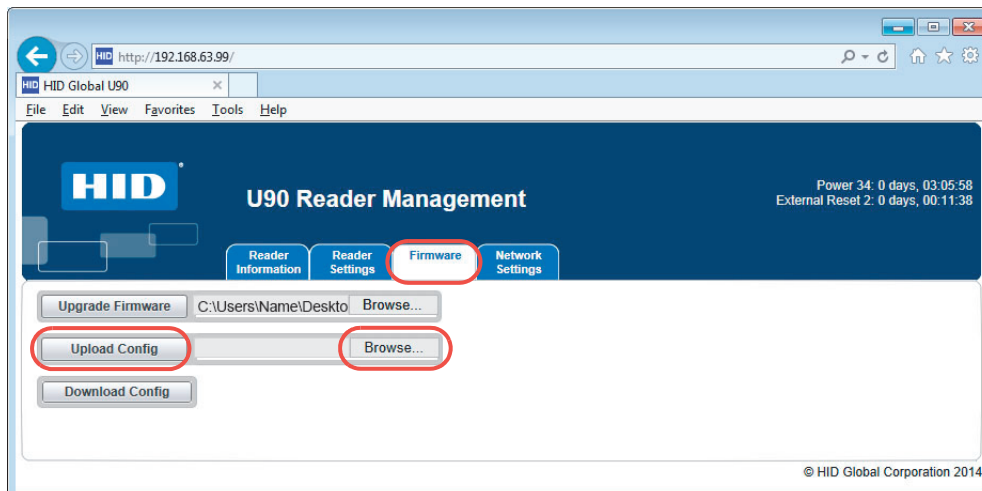 HID http://192.168.63.99/
HID HID Global U90
File Edit View Favorites Tools Help
HID
U90 Reader Management
Power 34: 0 days, 03:05:58
External Reset 2: 0 days, 00:11:38
Reader Information
Reader Settings
Firmware
Network Settings
Upgrade Firmware C:\Users\Name\Deskto Browse...
Upload Config Browse...
Download Config
© HID Global Corporation 2014